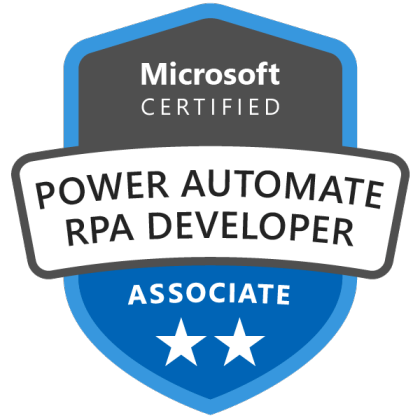 Microsoft
CERTIFIED
POWER AUTOMATE
RPA DEVELOPER
ASSOCIATE